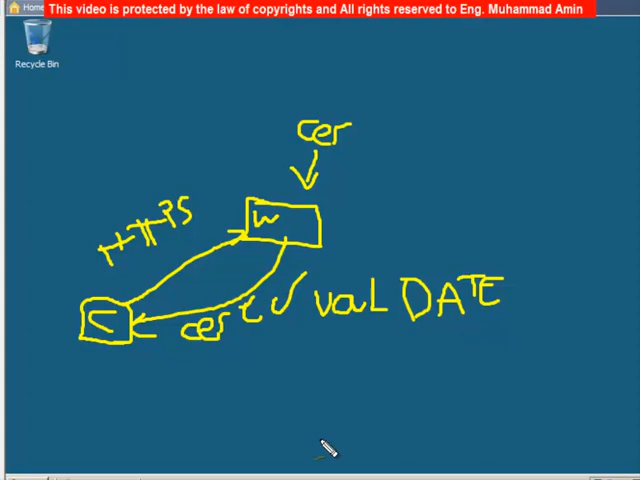 Home
This video is protected by the law of copyrights and All rights reserved to Eng. Muhammad Amin
Recycle Bin
cer
HTTPS
W
C
cert ✓ valDATE